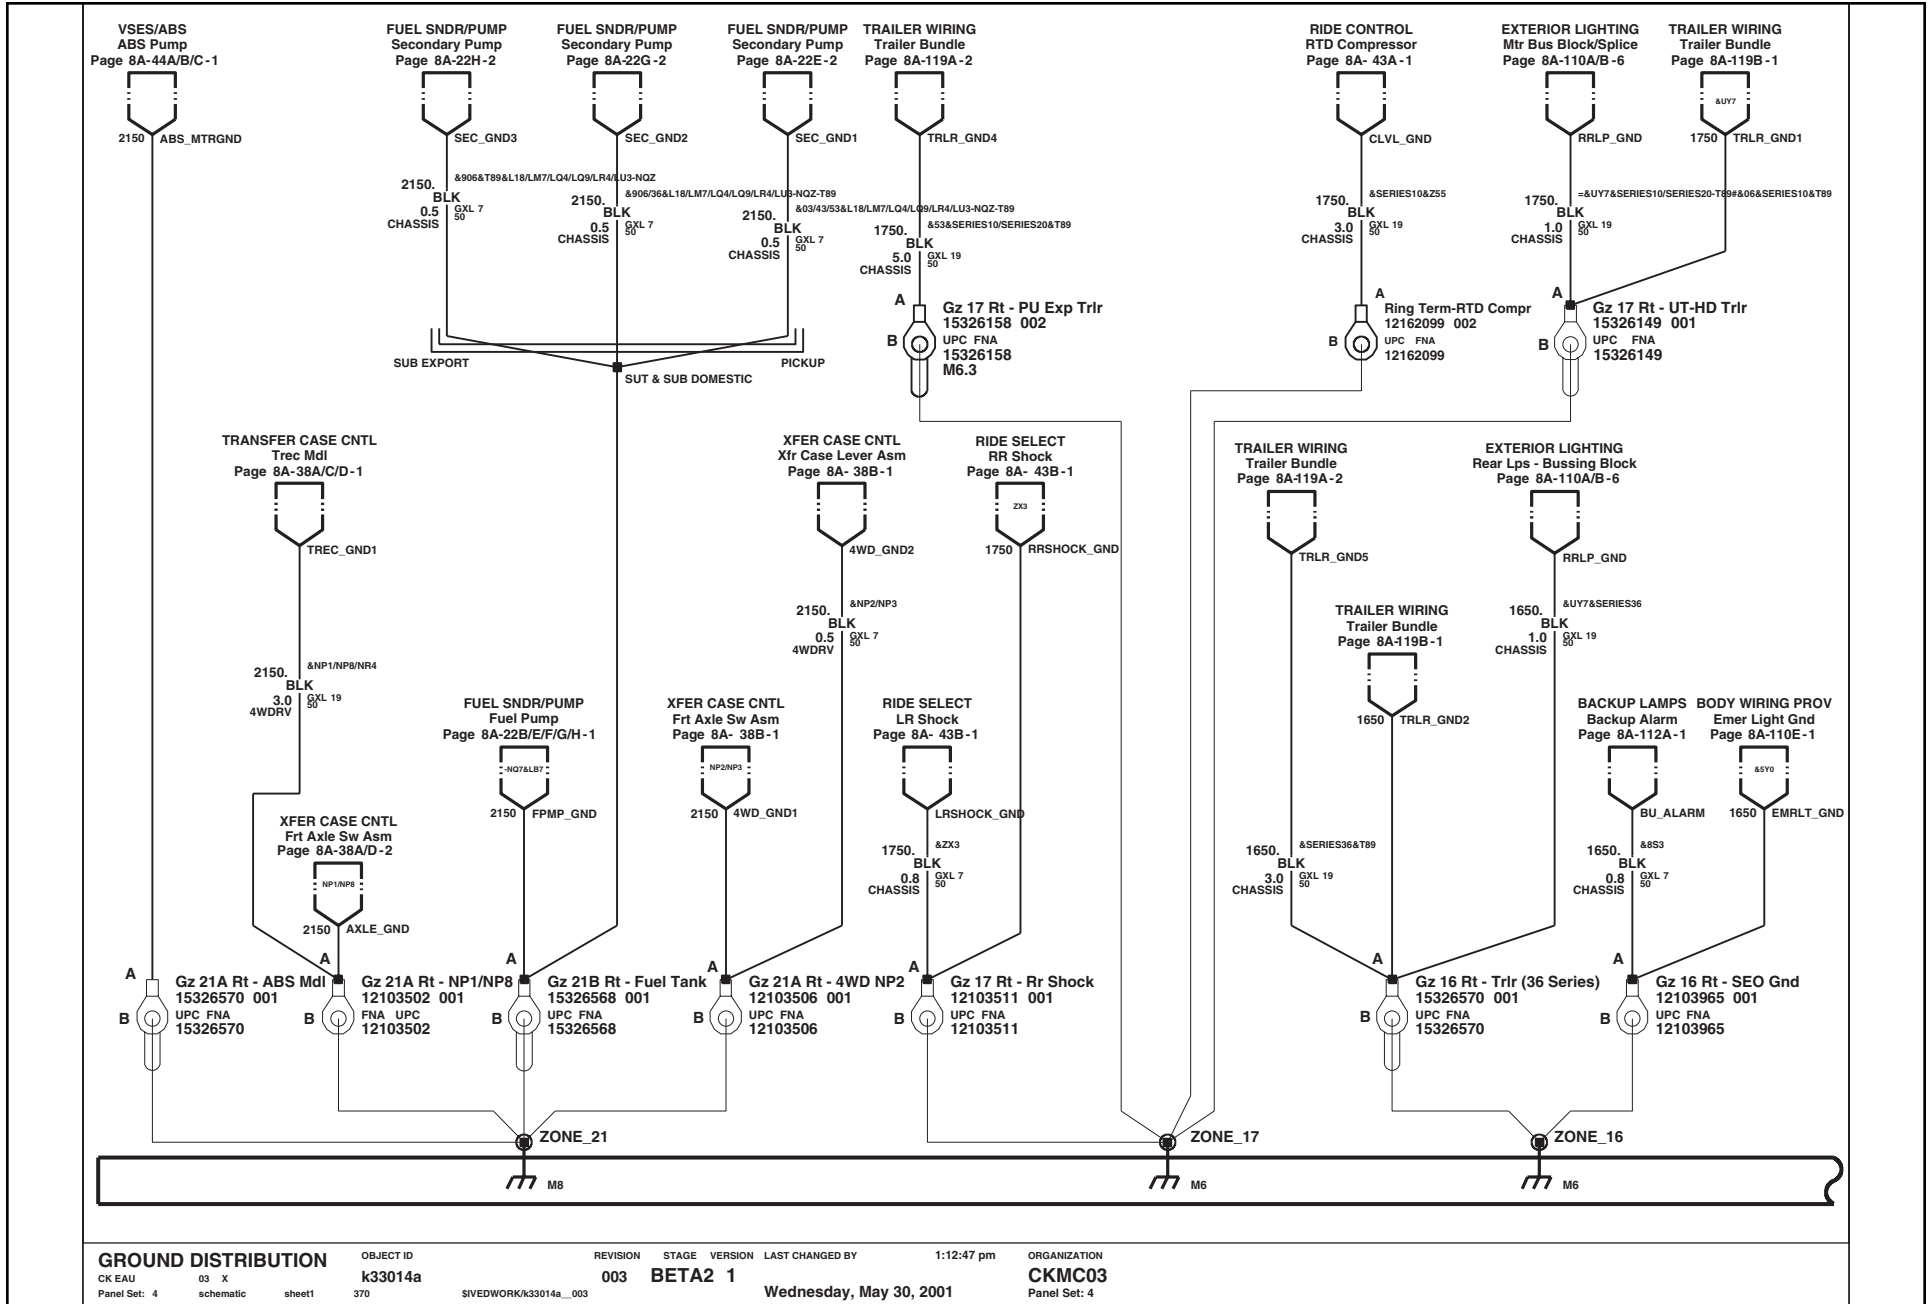 VSES/ABS
ABS Pump
Page 8A-44A/B/C-1
2150 ABS_MTRGND
FUEL SNDR/PUMP
Secondary Pump
Page 8A-22H-2
SEC_GND3
&906&T89&L18/LM7/LQ4/LQ9/LR4/LU3-NQZ
2150.
BLK
0.5 GXL 7
50
CHASSIS
FUEL SNDR/PUMP
Secondary Pump
Page 8A-22G-2
SEC_GND2
&906/36&L18/LM7/LQ4/LQ9/LR4/LU3-NQZ-T89
2150.
BLK
0.5 GXL 7
50
CHASSIS
FUEL SNDR/PUMP
Secondary Pump
Page 8A-22E-2
SEC_GND1
&03/43/53&L18/LM7/LQ4/LQ9/LR4/LU3-NQZ-T89
2150.
BLK
0.5 GXL 7
50
CHASSIS
TRAILER WIRING
Trailer Bundle
Page 8A-119A-2
TRLR_GND4
&53&SERIES10/SERIES20&T89
1750.
BLK
5.0 GXL 19
50
CHASSIS
A
B
Gz 17 Rt - PU Exp Trlr
15326158 002
UPC FNA
15326158
M6.3
RIDE CONTROL
RTD Compressor
Page 8A- 43A-1
CLVL_GND
&SERIES10&Z55
1750.
BLK
3.0 GXL 19
50
CHASSIS
A
B
Ring Term-RTD Compr
12162099 002
UPC FNA
12162099
EXTERIOR LIGHTING
Mtr Bus Block/Splice
Page 8A-110A/B-6
RRLP_GND
=&UY7&SERIES10/SERIES20-T89#&06&SERIES10&T89
1750.
BLK
1.0 GXL 19
50
CHASSIS
TRAILER WIRING
Trailer Bundle
Page 8A-119B-1
&UY7
1750 TRLR_GND1
A
B
Gz 17 Rt - UT-HD Trlr
15326149 001
UPC FNA
15326149
SUB EXPORT
PICKUP
SUT & SUB DOMESTIC
TRANSFER CASE CNTL
Trec Mdl
Page 8A-38A/C/D-1
TREC_GND1
2150. &NP1/NP8/NR4
BLK
3.0 GXL 19
50
4WDRV
XFER CASE CNTL
Xfr Case Lever Asm
Page 8A- 38B-1
4WD_GND2
2150. &NP2/NP3
BLK
0.5 GXL 7
50
4WDRV
RIDE SELECT
RR Shock
Page 8A- 43B-1
ZX3
1750 RRSHOCK_GND
TRAILER WIRING
Trailer Bundle
Page 8A-119A-2
TRLR_GND5
EXTERIOR LIGHTING
Rear Lps - Bussing Block
Page 8A-110A/B-6
RRLP_GND
1650. &UY7&SERIES36
BLK
1.0 GXL 19
50
CHASSIS
TRAILER WIRING
Trailer Bundle
Page 8A-119B-1
1650 TRLR_GND2
FUEL SNDR/PUMP
Fuel Pump
Page 8A-22B/E/F/G/H-1
-NQ7&LB7
2150 FPMP_GND
XFER CASE CNTL
Frt Axle Sw Asm
Page 8A- 38B-1
NP2/NP3
2150 4WD_GND1
RIDE SELECT
LR Shock
Page 8A- 43B-1
LRSHOCK_GND
1750. &ZX3
BLK
0.8 GXL 7
50
CHASSIS
BACKUP LAMPS
Backup Alarm
Page 8A-112A-1
BU_ALARM
1650. &8S3
BLK
0.8 GXL 7
50
CHASSIS
BODY WIRING PROV
Emer Light Gnd
Page 8A-110E-1
&5Y0
1650 EMRLT_GND
XFER CASE CNTL
Frt Axle Sw Asm
Page 8A-38A/D-2
NP1/NP8
2150 AXLE_GND
1650. &SERIES36&T89
BLK
3.0 GXL 19
50
CHASSIS
A
B
Gz 21A Rt - ABS Mdl
15326570 001
UPC FNA
15326570
A
B
Gz 21A Rt - NP1/NP8
12103502 001
FNA UPC
12103502
A
B
Gz 21B Rt - Fuel Tank
15326568 001
UPC FNA
15326568
A
B
Gz 21A Rt - 4WD NP2
12103506 001
UPC FNA
12103506
A
B
Gz 17 Rt - Rr Shock
12103511 001
UPC FNA
12103511
A
B
Gz 16 Rt - Trlr (36 Series)
15326570 001
UPC FNA
15326570
A
B
Gz 16 Rt - SEO Gnd
12103965 001
UPC FNA
12103965
ZONE_21
ZONE_17
ZONE_16
M8
M6
M6
GROUND DISTRIBUTION
CK EAU 03 X
Panel Set: 4 schematic sheet1 370 $IVEDWORK/k33014a__003
OBJECT ID
k33014a
REVISION STAGE VERSION LAST CHANGED BY 1:12:47 pm
003 BETA2 1
Wednesday, May 30, 2001
ORGANIZATION
CKMC03
Panel Set: 4